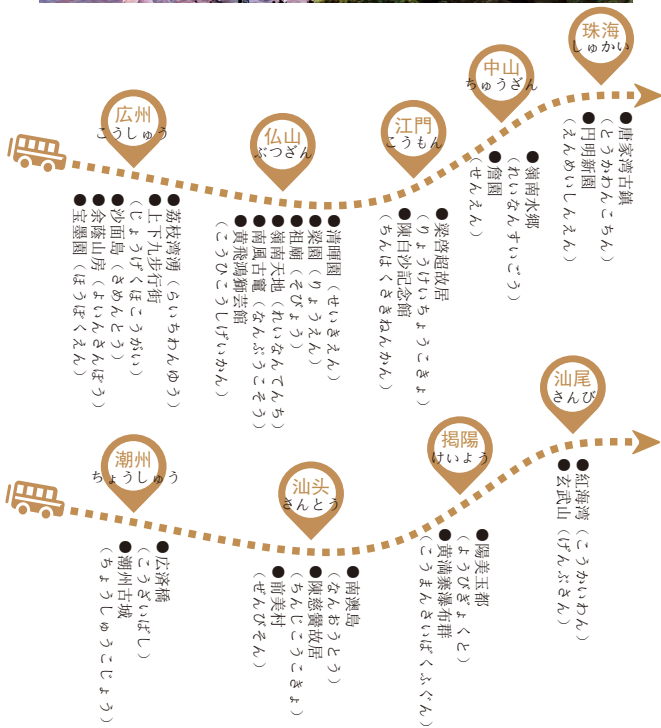 広州
こうしゅう
●茘枝湾湧（らいちわんゆう）
●上下九歩行街
（じょうげくほこうがい）
●沙面島（さめんとう）
●余蔭山房（よいんさんぼう）
●宝墨園（ほうぼくえん）
仏山
ぶつざん
●清暉園（せいきえん）
●梁園（りょうえん）
●祖廟（そびょう）
●嶺南天地（れいなんてんち）
●南風古竈（なんぷうこそう）
●黄飛鴻獅芸館
（こうひこうしげいかん）
江門
こうもん
●梁啓超故居
（りょうけいちょうこきょ）
●陳白沙記念館
（ちんはくさきねんかん）
中山
ちゅうざん
●嶺南水郷
（れいなんすいごう）
●詹園
（せんえん）
珠海
しゅかい
●唐家湾古鎮
（とうかわんこちん）
●円明新園
（えんめいしんえん）
潮州
ちょうしゅう
●広済橋
（こうざいばし）
●潮州古城
（ちょうしゅうこじょう）
汕头
さんとう
●南澳島
（なんおうとう）
●陳慈黌故居
（ちんじこうこきょ）
●前美村
（ぜんびそん）
掲陽
けいよう
●陽美玉都
（ようびぎょくと）
●黄満寨瀑布群
（こうまんさいばくふぐん）
汕尾
さんび
●紅海湾（こうかいわん）
●玄武山（げんぶさん）